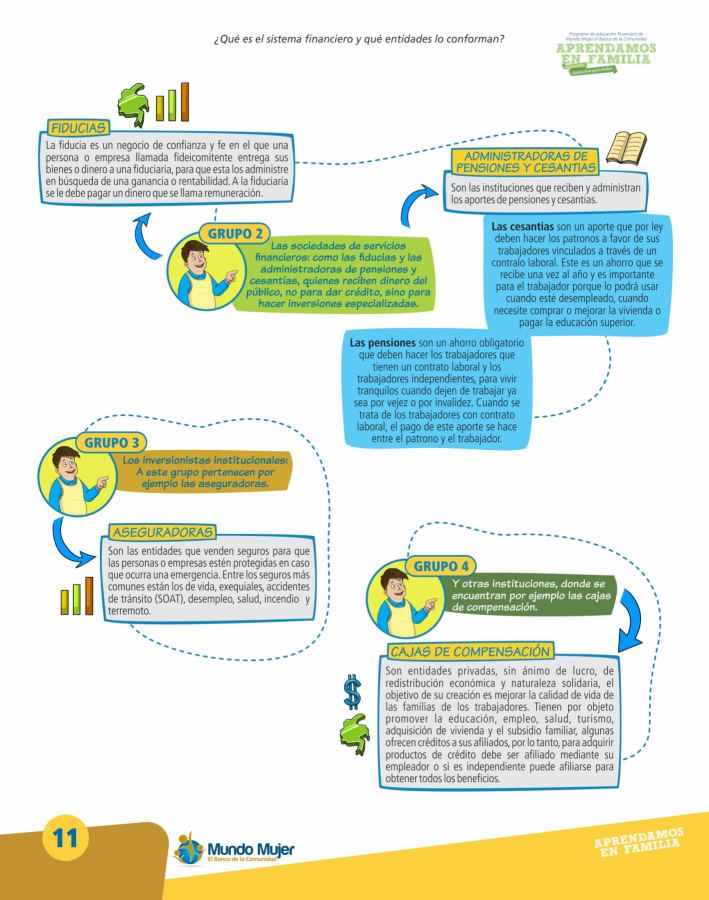 ¿Qué es el sistema financiero y qué entidades lo conforman?
Programa de educación financiera de
Mundo Mujer el Banco de la Comunidad
APRENDAMOS
EN FAMILIA
FIDUCIAS
La fiducia es un negocio de confianza y fe en el que una
persona o empresa llamada fideicomitente entrega sus
bienes o dinero a una fiduciaria, para que esta los administre
en búsqueda de una ganancia o rentabilidad. A la fiduciaria
se le debe pagar un dinero que se llama remuneración.
ADMINISTRADORAS DE
PENSIONES Y CESANTIAS
Son las instituciones que reciben y administran
los aportes de pensiones y cesantías.
GRUPO 2
Las sociedades de servicios
financieros: como las fiducias y las
administradoras de pensiones y
cesantías, quienes reciben dinero del
público, no para dar crédito, sino para
hacer inversiones especializadas.
Las cesantias son un aporte que por ley
deben hacer los patronos a favor de sus
trabajadores vinculados a través de un
contralo laboral. Este es un ahorro que se
recibe una vez al año y es importante
para el trabajador porque lo podrá usar
cuando esté desempleado, cuando
necesite comprar o mejorar la vivienda o
pagar la educación superior.
Las pensiones son un ahorro obligatorio
que deben hacer los trabajadores que
tienen un contrato laboral y los
trabajadores independientes, para vivir
tranquilos cuando dejen de trabajar ya
sea por vejez o por invalidez. Cuando se
trata de los trabajadores con contrato
laboral, el pago de este aporte se hace
entre el patrono y el trabajador.
GRUPO 3
Los inversionistas institucionales:
A este grupo pertenecen por
ejemplo las aseguradoras.
ASEGURADORAS
Son las entidades que venden seguros para que
las personas o empresas estén protegidas en caso
que ocurra una emergencia. Entre los seguros más
comunes están los de vida, exequiales, accidentes
de tránsito (SOAT), desempleo, salud, incendio y
terremoto.
GRUPO 4
Y otras instituciones, donde se
encuentran por ejemplo las cajas
de compensación.
CAJAS DE COMPENSACIÓN
Son entidades privadas, sin ánimo de lucro, de
redistribución económica y naturaleza solidaria, el
objetivo de su creación es mejorar la calidad de vida de
las familias de los trabajadores. Tienen por objeto
promover la educación, empleo, salud, turismo,
adquisición de vivienda y el subsidio familiar, algunas
ofrecen créditos a sus afiliados, por lo tanto, para adquirir
productos de crédito debe ser afiliado mediante su
empleador o si es independiente puede afiliarse para
obtener todos los beneficios.
$
11
Mundo Mujer
El Banco de la Comunidad
APRENDAMOS
EN FAMILIA